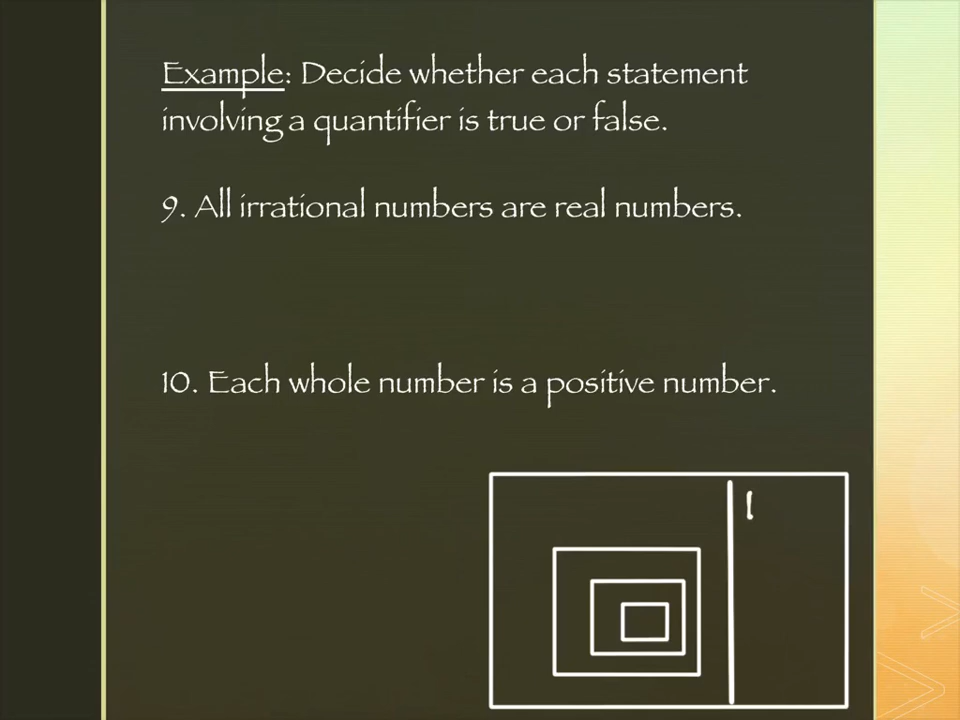 Example: Decide whether each statement
involving a quantifier is true or false.
9. All irrational numbers are real numbers.
10. Each whole number is a positive number.
I